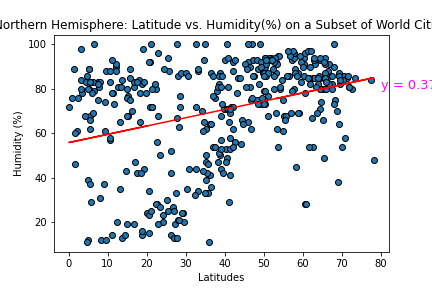 Northern Hemisphere: Latitude vs. Humidity(%) on a Subset of World Citi
100
80
60
40
20
Humidity (%)
y = 0.37
0 10 20 30 40 50 60 70 80
Latitudes